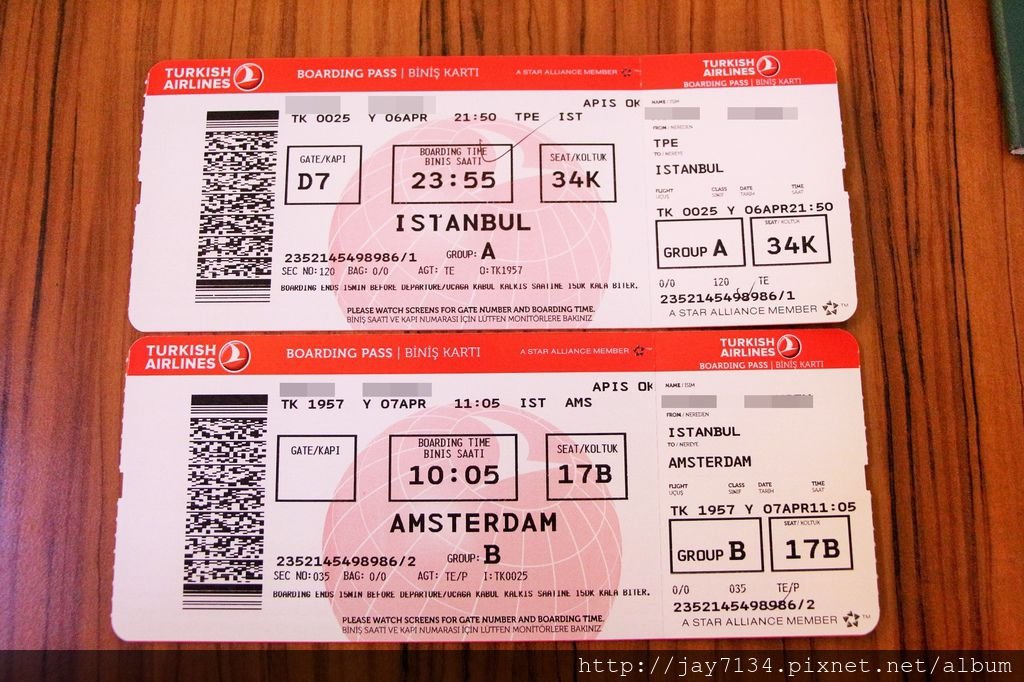 TURKISH AIRLINES BOARDING PASS | BİNİŞ KARTI A STAR ALLIANCE MEMBER
APIS OK
TK 0025 Y 06APR 21:50 TPE IST
GATE/KAPI
D7
BOARDING TIME
BINIS SAATI
23:55
SEAT/KOLTUK
34K
ISTANBUL
2352145498986/1 GROUP: A
SEC NO:120 BAG: 0/0 AGT: TE O:TK1957
BOARDING ENDS 15MIN BEFORE DEPARTURE/UCAGA KABUL KALKIS SAATINE 15DK KALA BITER.
PLEASE WATCH SCREENS FOR GATE NUMBER AND BOARDING TIME.
BİNİŞ SAATİ VE KAPI NUMARASI İÇİN LÜTFEN MONİTÖRLERE BAKINIZ
TURKISH AIRLINES
BOARDING PASS | BİNİŞ KARTI
NAME / ISIM
FROM / NEREDEN
TPE
TO / NEREYE
ISTANBUL
FLIGHT CLASS DATE TIME
UÇUŞ SINIF TARİH SAAT
TK 0025 Y 06APR21:50
GROUP A
SEAT / KOLTUK
34K
0/0 120 TE
2352145498986/1
A STAR ALLIANCE MEMBER ™
TURKISH AIRLINES BOARDING PASS | BİNİŞ KARTI A STAR ALLIANCE MEMBER
APIS OK
TK 1957 Y 07APR 11:05 IST AMS
GATE/KAPI
BOARDING TIME
BINIS SAATI
10:05
SEAT/KOLTUK
17B
AMSTERDAM
2352145498986/2 GROUP: B
SEC NO:035 BAG: 0/0 AGT: TE/P I:TK0025
BOARDING ENDS 15MIN BEFORE DEPARTURE/UCAGA KABUL KALKIS SAATINE 15DK KALA BITER.
PLEASE WATCH SCREENS FOR GATE NUMBER AND BOARDING TIME.
BİNİŞ SAATİ VE KAPI NUMARASI İÇİN LÜTFEN MONİTÖRLERE BAKINIZ
TURKISH AIRLINES
BOARDING PASS | BİNİŞ KARTI
NAME / ISIM
FROM / NEREDEN
ISTANBUL
TO / NEREYE
AMSTERDAM
FLIGHT CLASS DATE TIME
UÇUŞ SINIF TARİH SAAT
TK 1957 Y 07APR11:05
GROUP B
SEAT / KOLTUK
17B
0/0 035 TE/P
2352145498986/2
A STAR ALLIANCE MEMBER ™
http://jay7134.pixnet.net/album